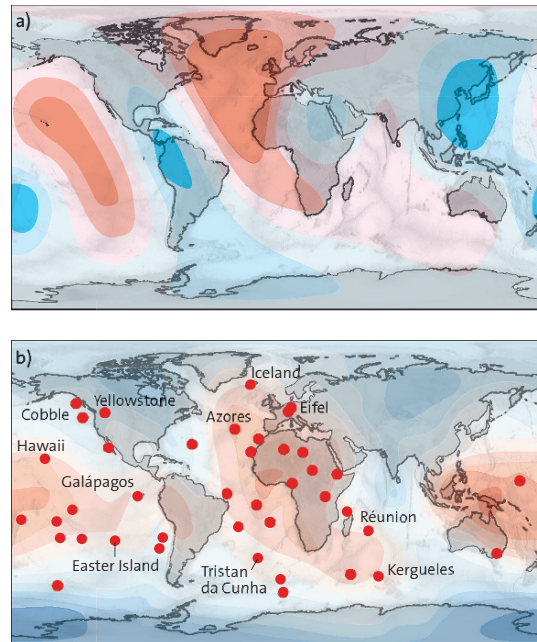 a)
b)
Iceland
Yellowstone
Eifel
Cobble
Azores
Hawaii
Galápagos
Réunion
Easter Island
Tristan
da Cunha
Kergueles